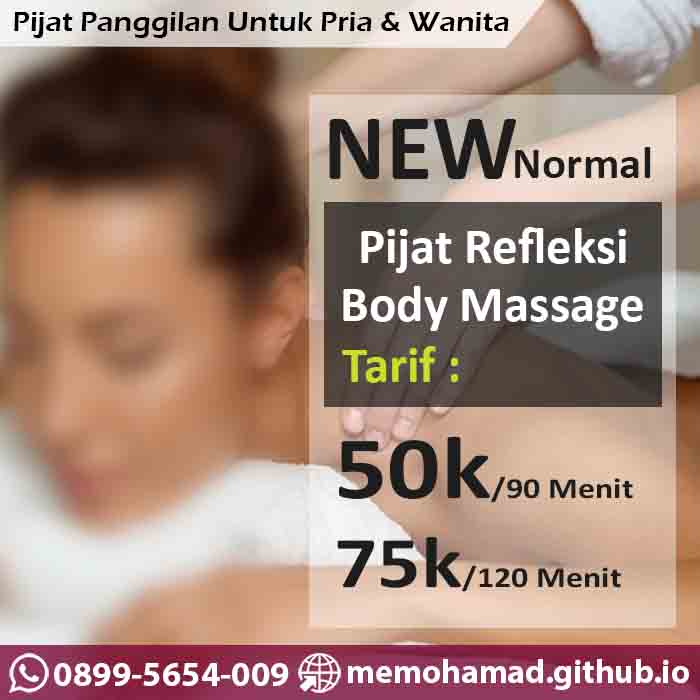 Pijat Panggilan Untuk Pria & Wanita
NEW Normal
Pijat Refleksi
Body Massage
Tarif :
50k/90 Menit
75k/120 Menit
0899-5654-009 memohamad.github.io